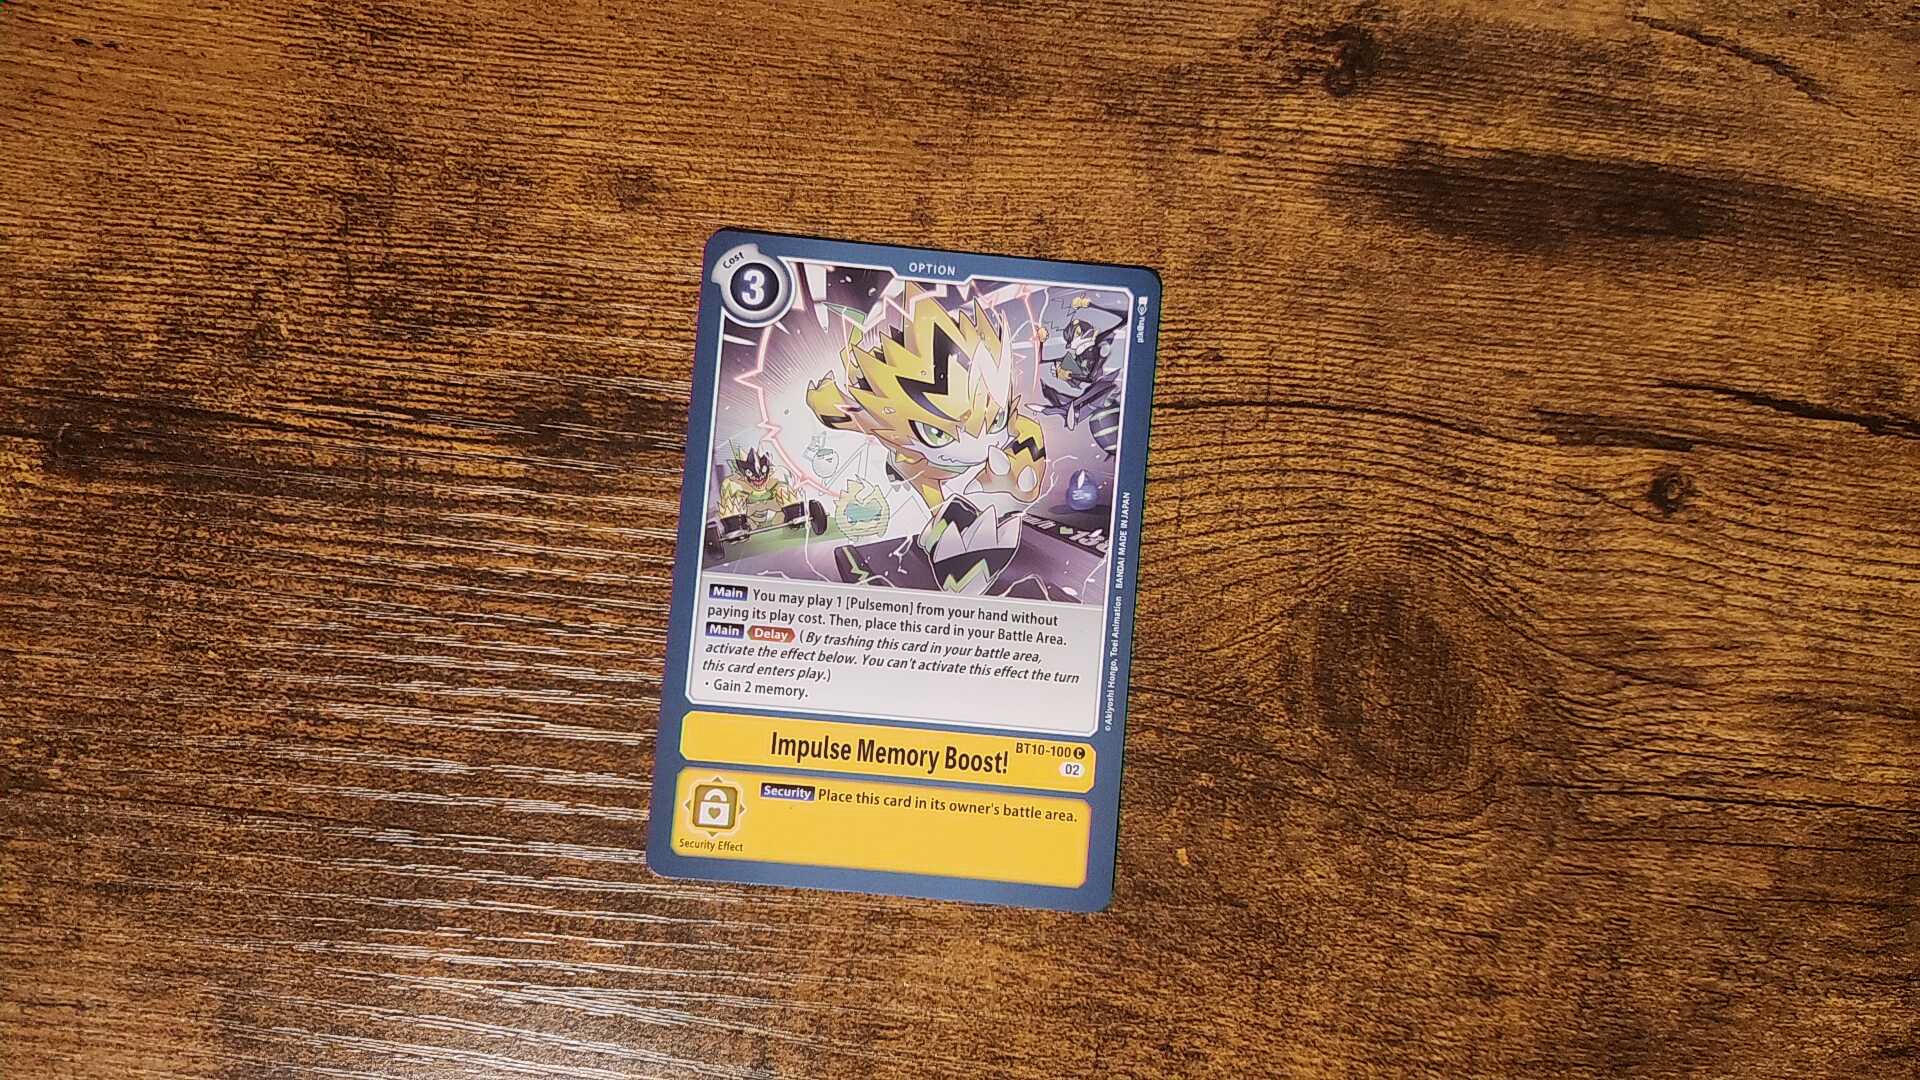 Cost
3
OPTION
Main You may play 1 [Pulsemon] from your hand without
paying its play cost. Then, place this card in your Battle Area.
Main Delay (By trashing this card in your battle area,
activate the effect below. You can't activate this effect the turn
this card enters play.)
・Gain 2 memory.
Impulse Memory Boost!
BT10-100 C
02
Security Place this card in its owner's battle area.
Security Effect
© Akiyoshi Hongo, Toei Animation BANDAI MADE IN JAPAN